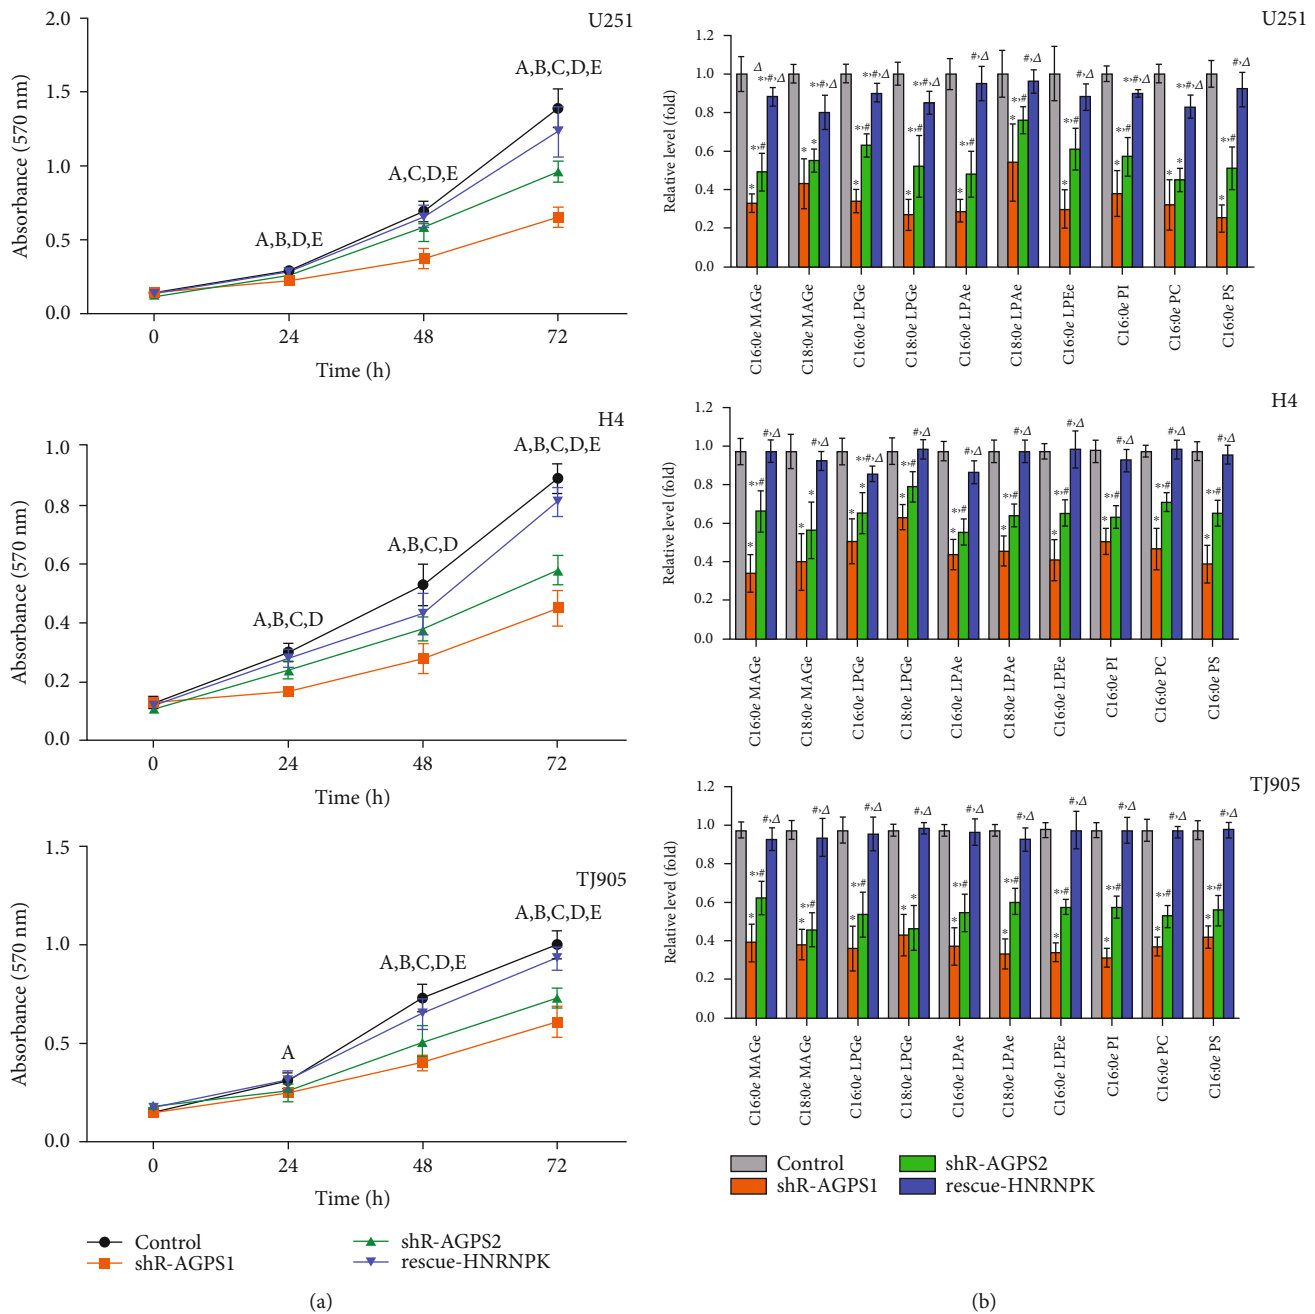 U251
2.0
1.5
1.0
0.5
0.0
Absorbance (570 nm)
A,B,D,E
A,C,D,E
A,B,C,D,E
0 24 48 72
Time (h)
H4
1.0
0.8
0.6
0.4
0.2
0.0
Absorbance (570 nm)
A,B,C,D
A,B,C,D
A,B,C,D,E
0 24 48 72
Time (h)
TJ905
1.5
1.0
0.5
0.0
Absorbance (570 nm)
A
A,B,C,D,E
A,B,C,D,E
0 24 48 72
Time (h)
Control
shR-AGPS1
shR-AGPS2
rescue-HNRNPK
(a)
U251
1.2
1.0
0.8
0.6
0.4
0.2
0.0
Relative level (fold)
* *,# Δ *,#,Δ
* * *,#,Δ
* *,# *,#,Δ
* *,# *,#,Δ
* *,# #,Δ
* *,# #,Δ
* *,# #,Δ
* *,# *,#,Δ
* * *,#,Δ
* *,# #,Δ
C16:0e MAGe
C18:0e MAGe
C16:0e LPGe
C18:0e LPGe
C16:0e LPAe
C18:0e LPAe
C16:0e LPEe
C16:0e PI
C16:0e PC
C16:0e PS
H4
1.2
1.0
0.8
0.6
0.4
0.2
0.0
Relative level (fold)
* *,# #,Δ
* * #,Δ
* *,# *,#,Δ
* *,# #,Δ
* *,# #,Δ
* *,# #,Δ
* *,# #,Δ
* *,# #,Δ
* *,# #,Δ
* *,# #,Δ
C16:0e MAGe
C18:0e MAGe
C16:0e LPGe
C18:0e LPGe
C16:0e LPAe
C18:0e LPAe
C16:0e LPEe
C16:0e PI
C16:0e PC
C16:0e PS
TJ905
1.2
1.0
0.8
0.6
0.4
0.2
0.0
Relative level (fold)
* *,# #,Δ
* *,# #,Δ
* *,# #,Δ
* * #,Δ
* *,# #,Δ
* *,# #,Δ
* *,# #,Δ
* *,# #,Δ
* *,# #,Δ
* *,# #,Δ
C16:0e MAGe
C18:0e MAGe
C16:0e LPGe
C18:0e LPGe
C16:0e LPAe
C18:0e LPAe
C16:0e LPEe
C16:0e PI
C16:0e PC
C16:0e PS
Control
shR-AGPS1
shR-AGPS2
rescue-HNRNPK
(b)